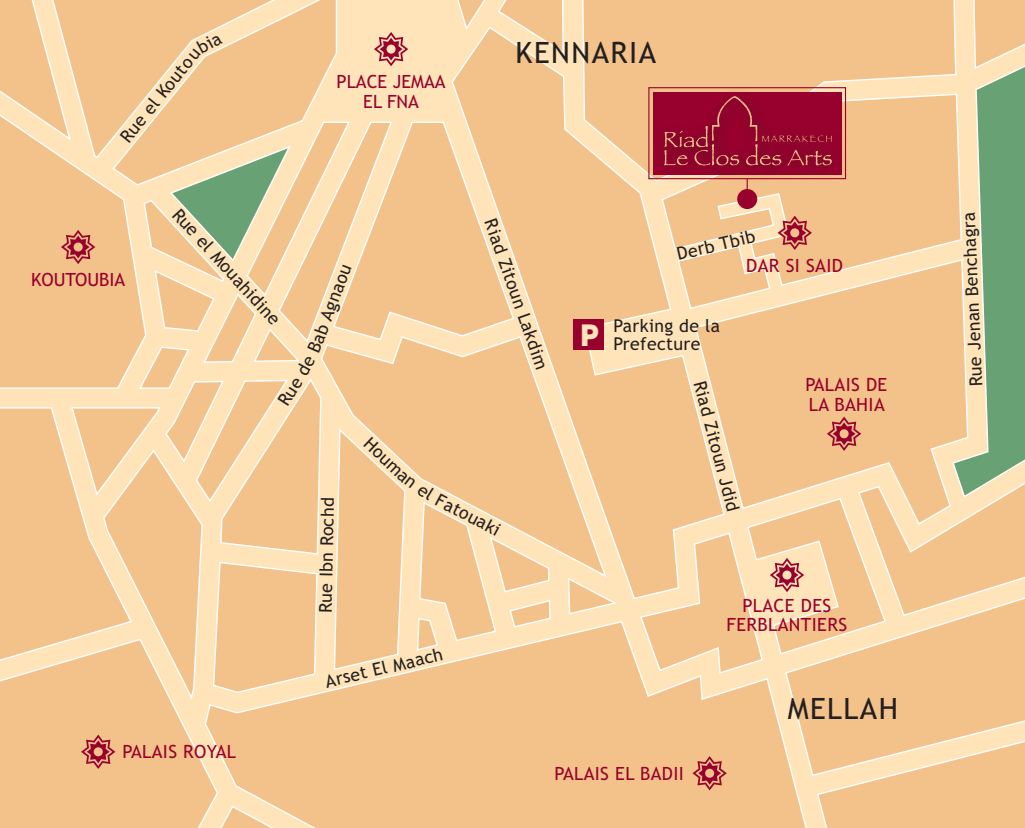 KENNARIA
Rue el Koutoubia
PLACE JEMAA
EL FNA
Riad
MARRAKECH
Le Clos des Arts
Rue el Mouahidine
KOUTOUBIA
Rue de Bab Agnaou
Riad Zitoun Lakdim
Derb Tbib
DAR SI SAID
Rue Jenan Benchagra
P
Parking de la
Prefecture
PALAIS DE
LA BAHIA
Riad Zitoun Jdid
Houman el Fatouaki
Rue Ibn Rochd
PLACE DES
FERBLANTIERS
Arset El Maach
MELLAH
PALAIS ROYAL
PALAIS EL BADII